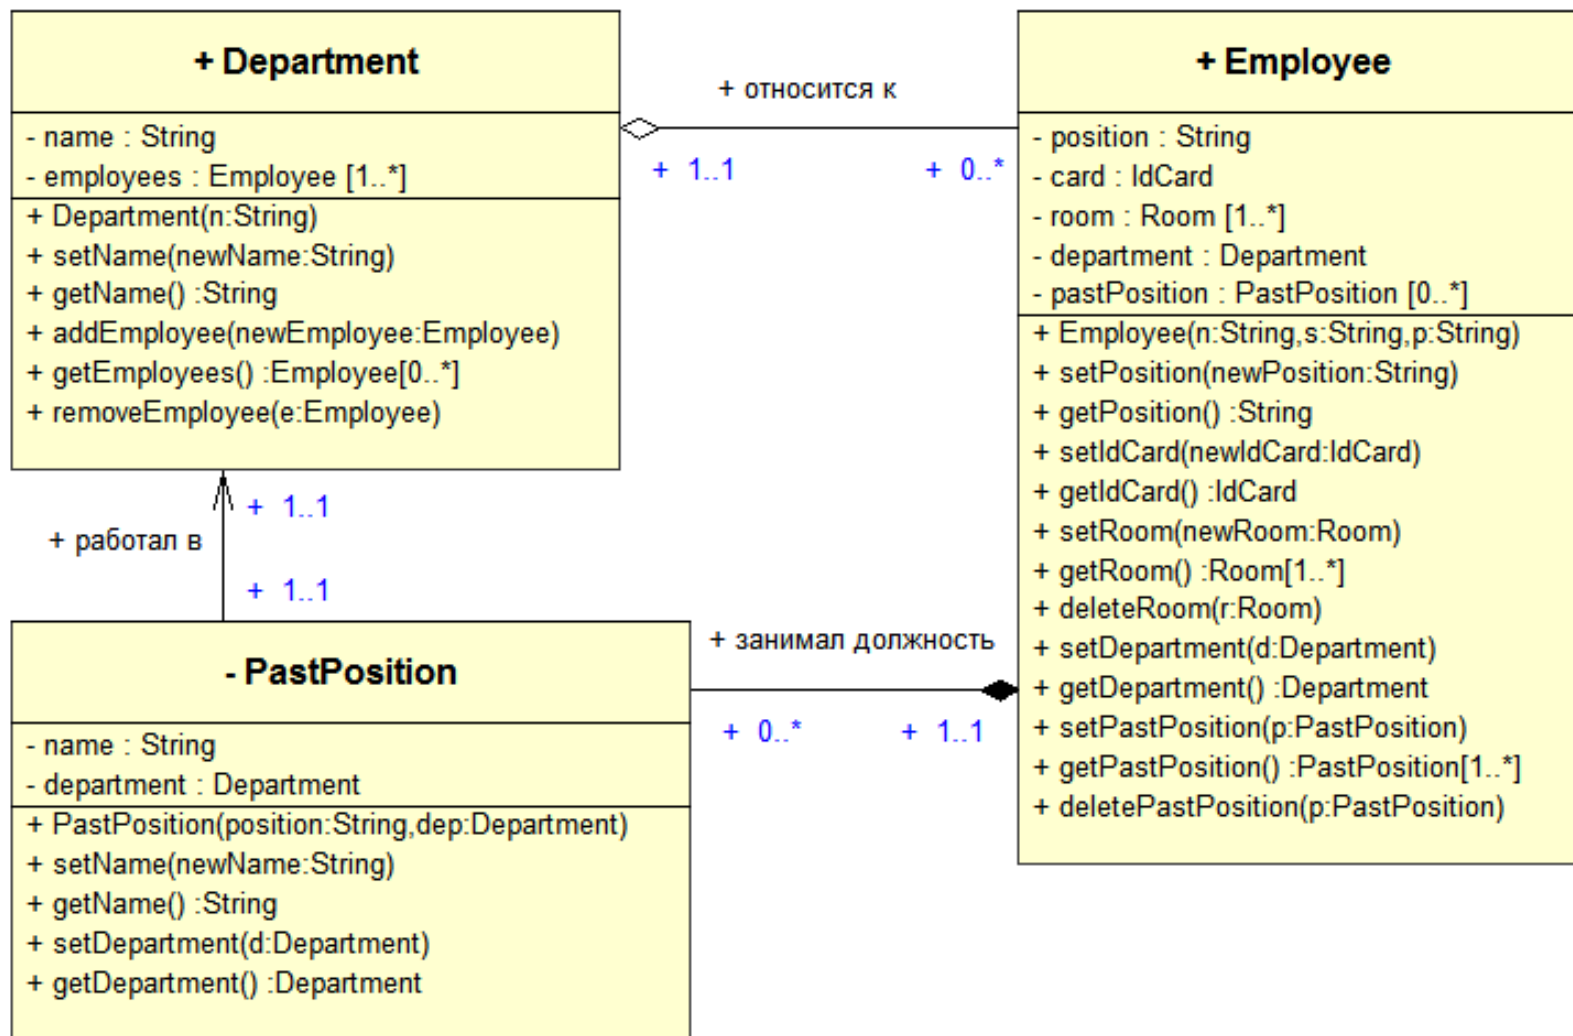 + Department
- name : String
- employees : Employee [1..*]
+ Department(n:String)
+ setName(newName:String)
+ getName() :String
+ addEmployee(newEmployee:Employee)
+ getEmployees() :Employee[0..*]
+ removeEmployee(e:Employee)
+ относится к
+ 1..1
+ 0..*
+ Employee
- position : String
- card : IdCard
- room : Room [1..*]
- department : Department
- pastPosition : PastPosition [0..*]
+ Employee(n:String,s:String,p:String)
+ setPosition(newPosition:String)
+ getPosition() :String
+ setIdCard(newIdCard:IdCard)
+ getIdCard() :IdCard
+ setRoom(newRoom:Room)
+ getRoom() :Room[1..*]
+ deleteRoom(r:Room)
+ setDepartment(d:Department)
+ getDepartment() :Department
+ setPastPosition(p:PastPosition)
+ getPastPosition() :PastPosition[1..*]
+ deletePastPosition(p:PastPosition)
+ 1..1
+ работал в
+ 1..1
+ занимал должность
+ 0..*
+ 1..1
- PastPosition
- name : String
- department : Department
+ PastPosition(position:String,dep:Department)
+ setName(newName:String)
+ getName() :String
+ setDepartment(d:Department)
+ getDepartment() :Department